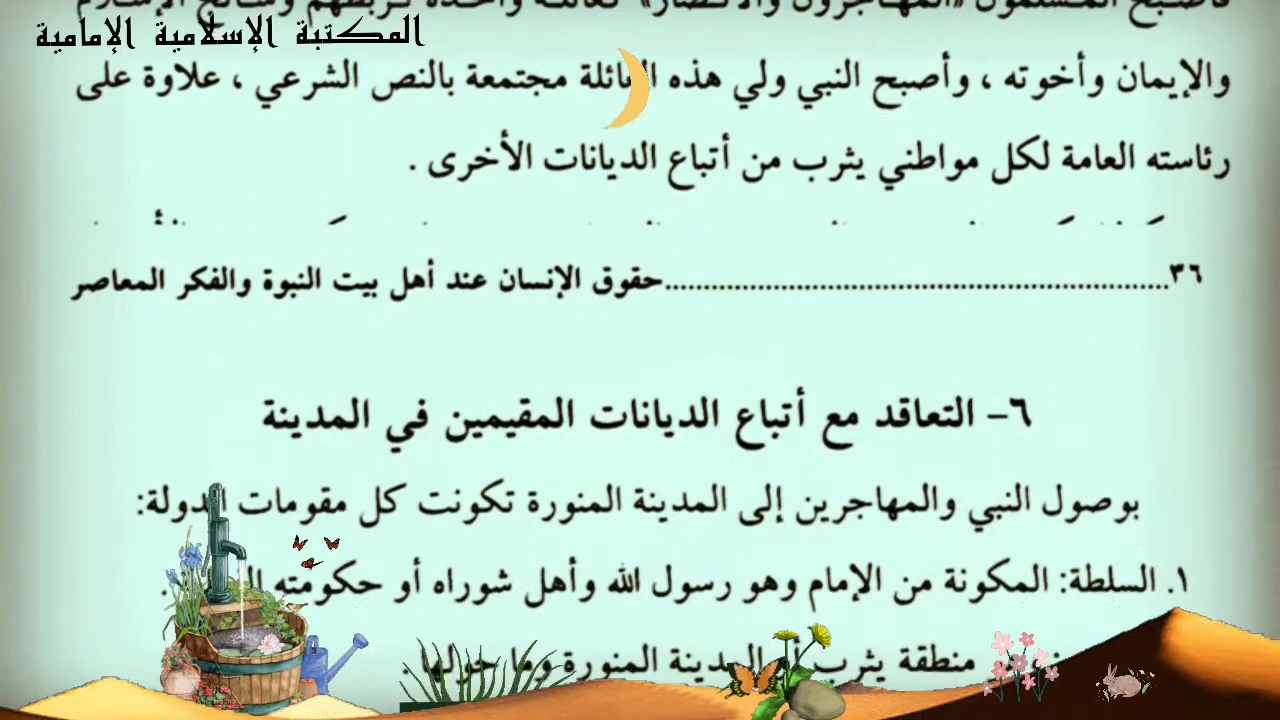 المكتبة الإسلامية الإمامية
والإيمان وأخوته ، وأصبح النبي ولي هذه العائلة مجتمعة بالنص الشرعي ، علاوة على
رئاسته العامة لكل مواطني يثرب من أتباع الديانات الأخرى .
٣٦......................................................حقوق الإنسان عند أهل بيت النبوة والفكر المعاصر
٦- التعاقد مع أتباع الديانات المقيمين في المدينة
بوصول النبي والمهاجرين إلى المدينة المنورة تكونت كل مقومات الدولة:
١. السلطة: المكونة من الإمام وهو رسول الله وأهل شوراه أو حكومته
منطقة يثرب أو المدينة المنورة وما حولها .